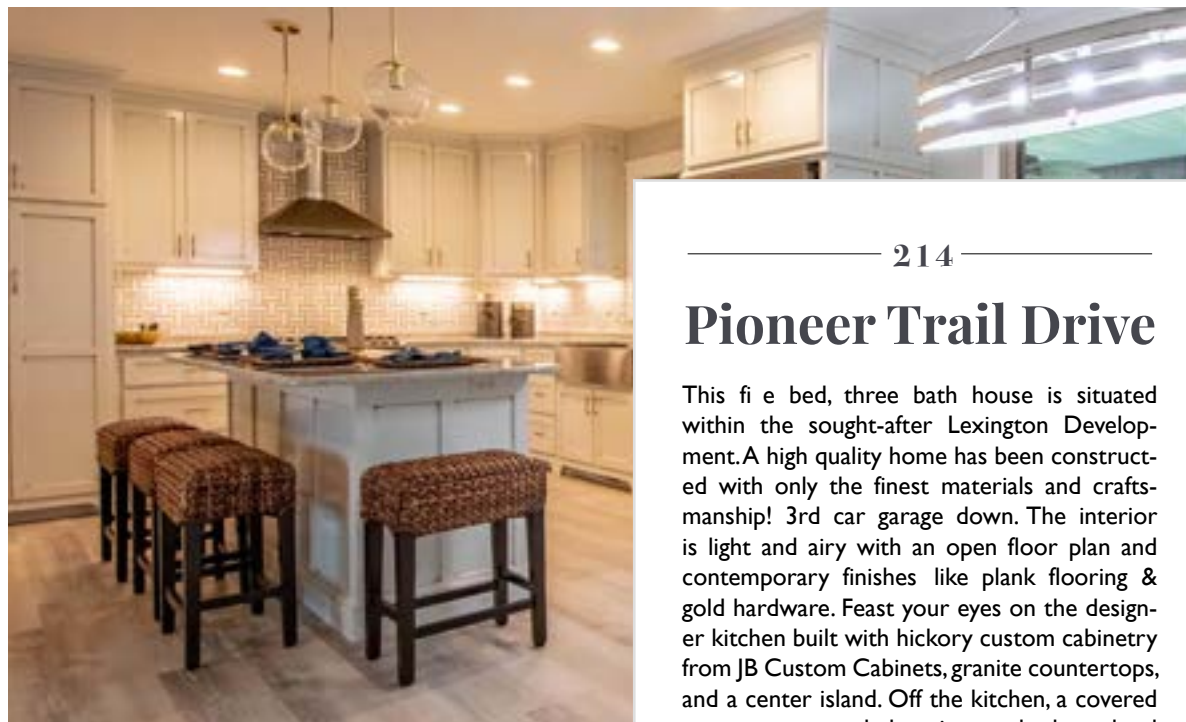 214
Pioneer Trail Drive
This fi e bed, three bath house is situated
within the sought-after Lexington Develop-
ment. A high quality home has been construct-
ed with only the finest materials and crafts-
manship! 3rd car garage down. The interior
is light and airy with an open floor plan and
contemporary finishes like plank flooring &
gold hardware. Feast your eyes on the design-
er kitchen built with hickory custom cabinetry
from JB Custom Cabinets, granite countertops,
and a center island. Off the kitchen, a covered